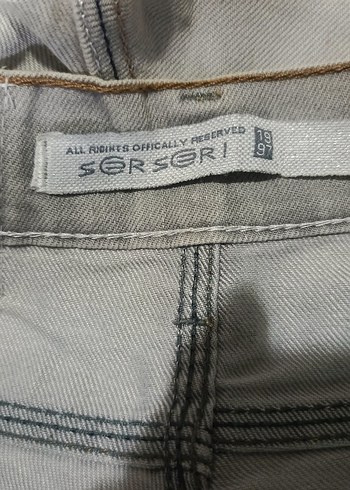 ALL RIGHTS OFFICALLY RESERVED
SERSERI
19
97